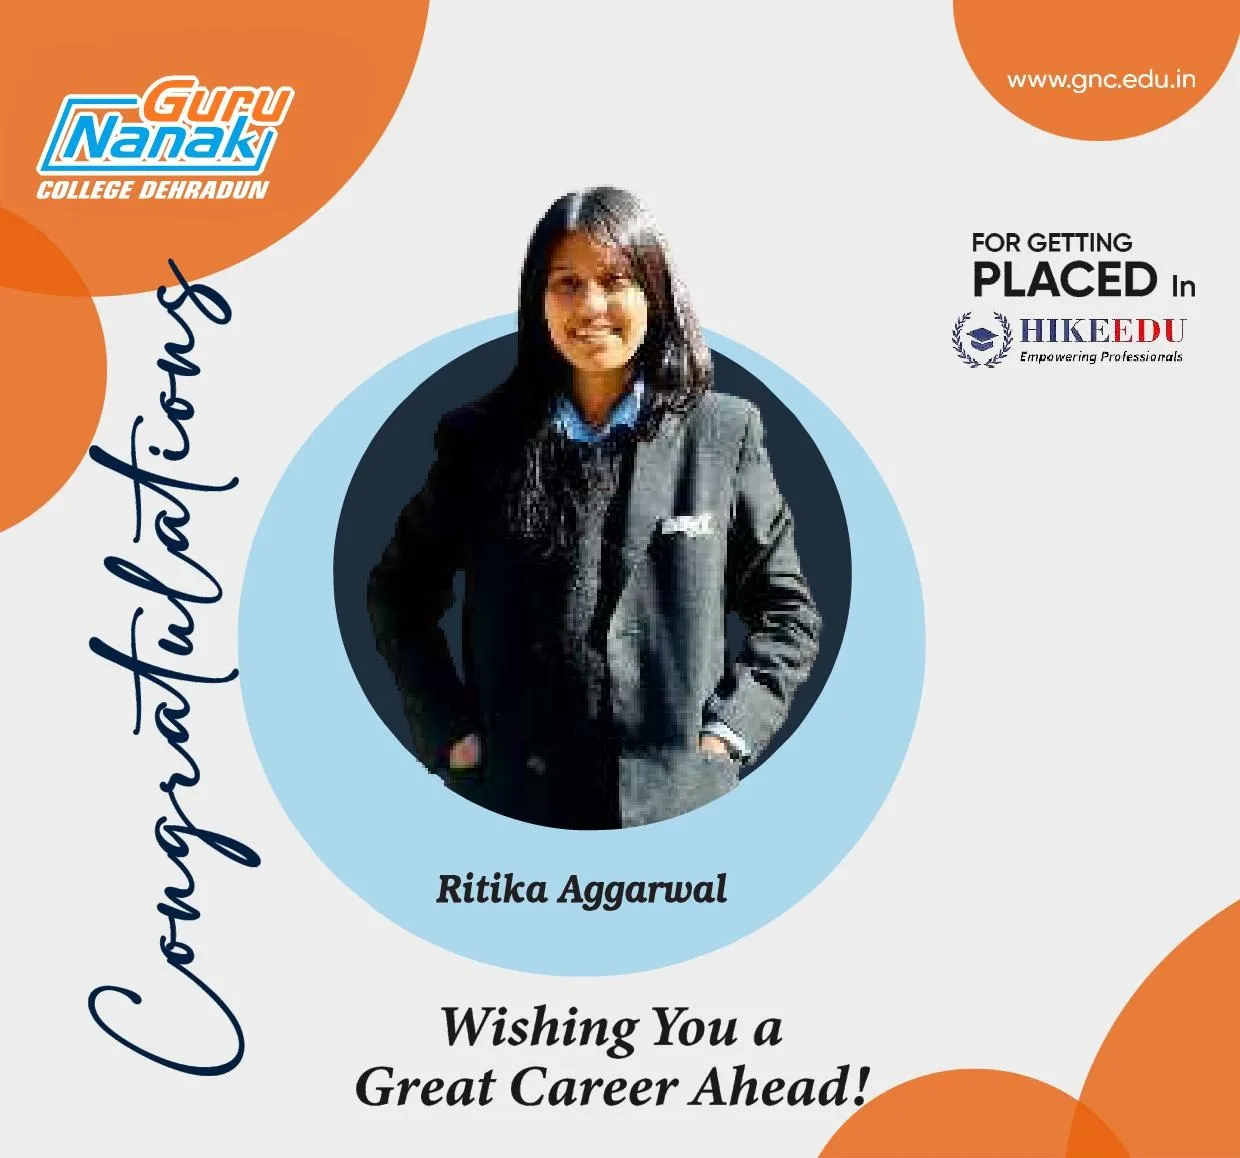 Guru
Nanak
COLLEGE DEHRADUN
www.gnc.edu.in
FOR GETTING
PLACED In
HIKEEDU
Empowering Professionals
Congratulations
Ritika Aggarwal
Wishing You a
Great Career Ahead!